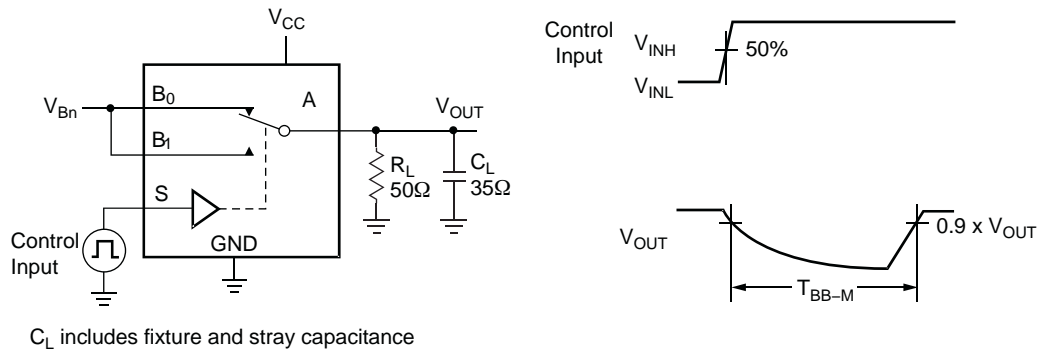 V_CC
V_Bn
B_0
B_1
A
V_OUT
R_L
50Ω
C_L
35Ω
S
GND
Control
Input
C_L includes fixture and stray capacitance
Control
Input
V_INH
50%
V_INL
V_OUT
0.9 x V_OUT
T_BB–M